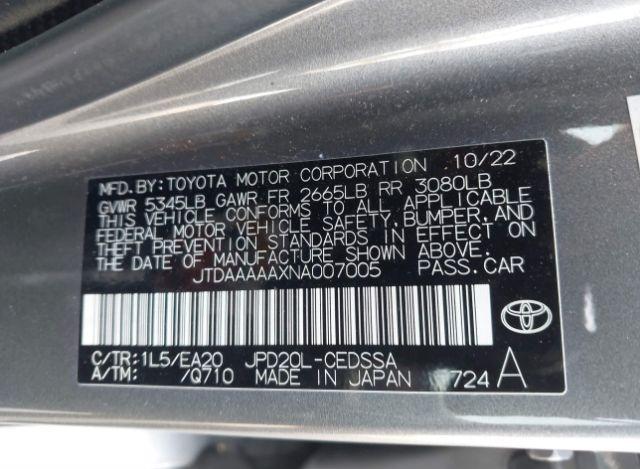 MFD.BY:TOYOTA MOTOR CORPORATION 10/22
GVWR 5345LB GAWR FR 2665LB RR 3080LB
THIS VEHICLE CONFORMS TO ALL APPLICABLE
FEDERAL MOTOR VEHICLE SAFETY,BUMPER,AND
THEFT PREVENTION STANDARDS IN EFFECT ON
THE DATE OF MANUFACTURE SHOWN ABOVE.
JTDAAAAAXNA007005 PASS.CAR
C/TR:1L5/EA20 JPD20L-CEDSSA
A/TM: /Q710 MADE IN JAPAN 724 A